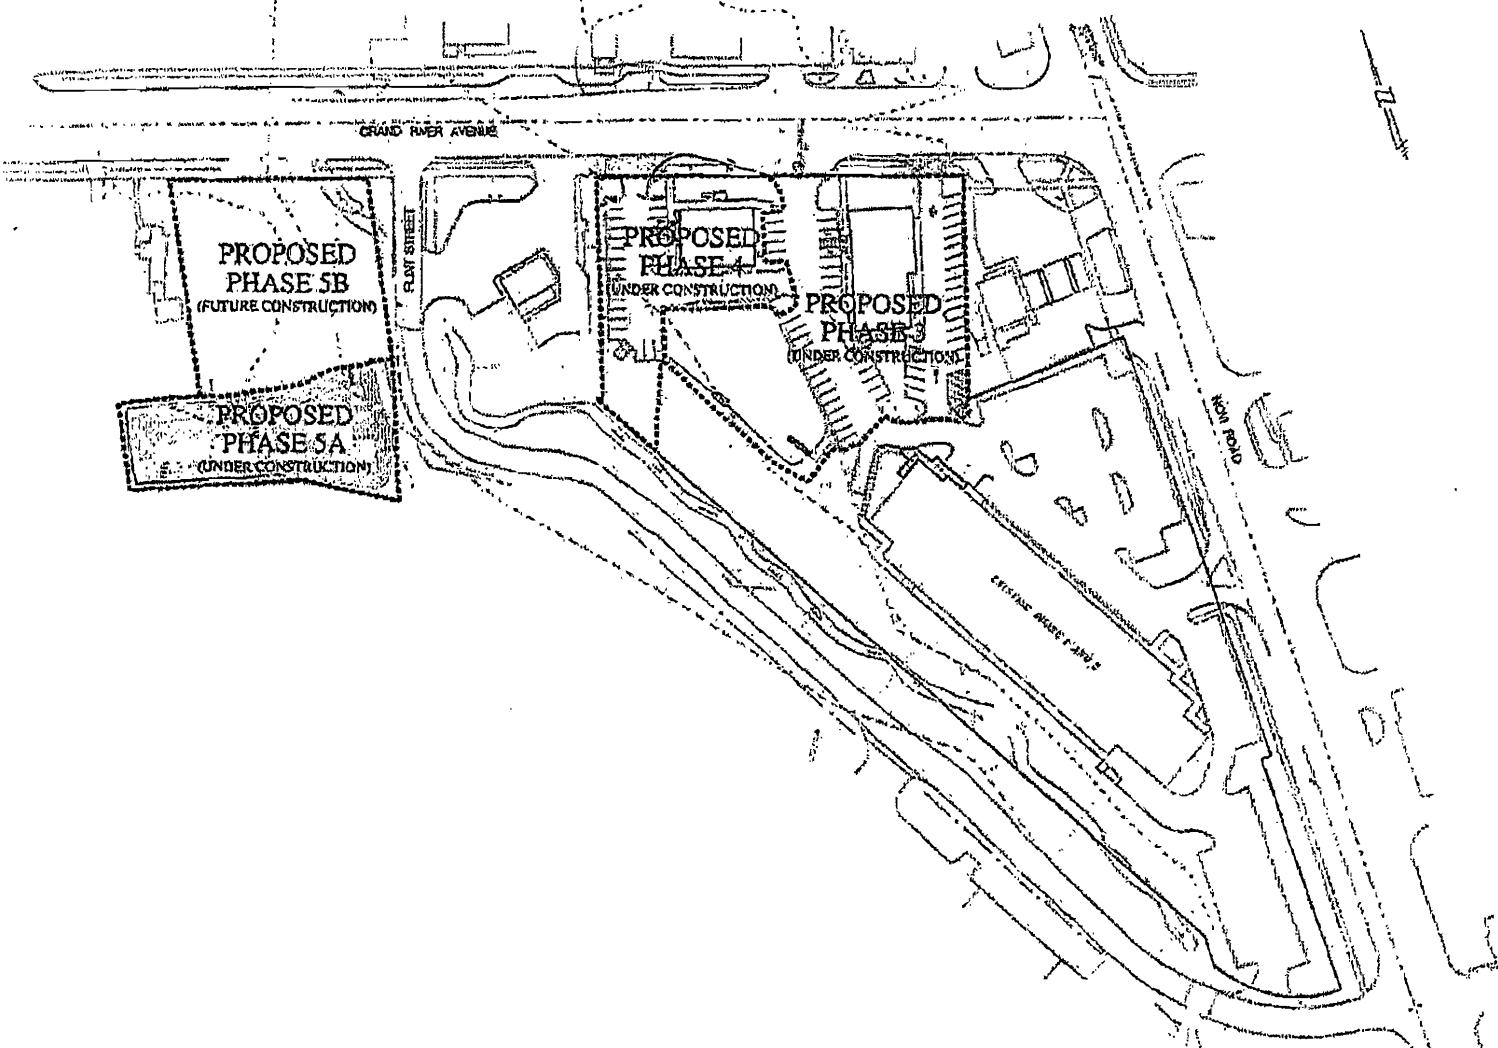 GRAND RIVER AVENUE
FLINT STREET
PROPOSED
PHASE 5B
(FUTURE CONSTRUCTION)
PROPOSED
PHASE 4
(UNDER CONSTRUCTION)
PROPOSED
PHASE 3
(UNDER CONSTRUCTION)
PROPOSED
PHASE 5A
(UNDER CONSTRUCTION)
NOVI ROAD
EXISTING